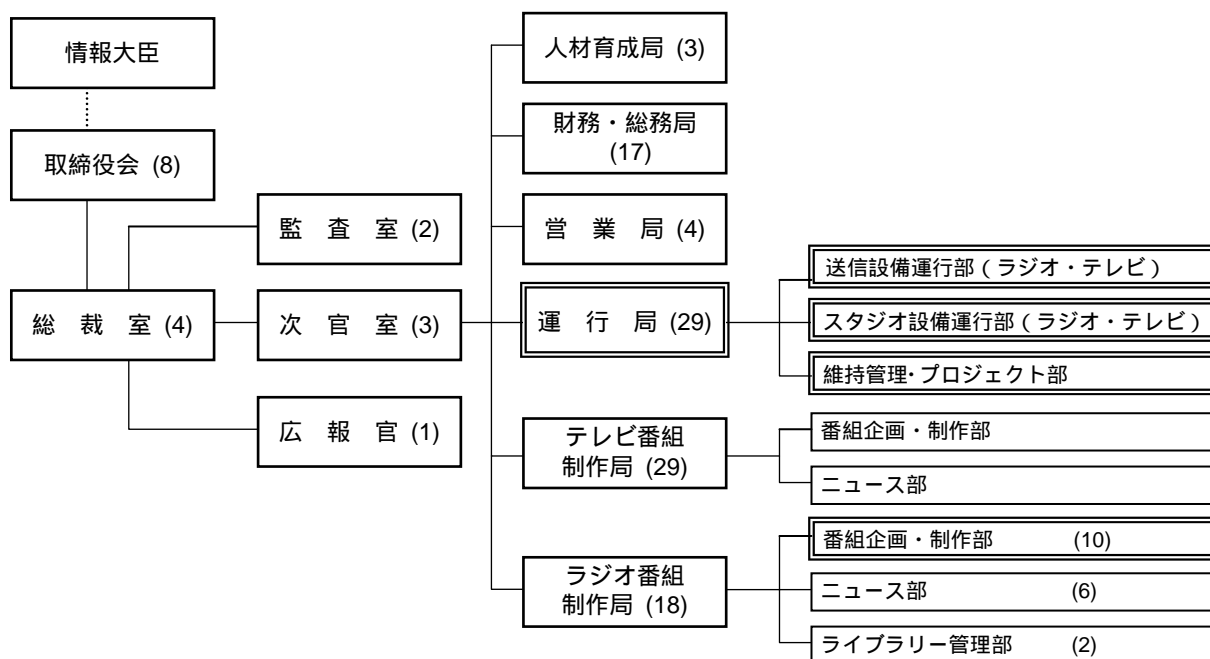 情報大臣
取締役会 (8)
総 裁 室 (4)
監 査 室 (2)
次 官 室 (3)
広 報 官 (1)
人材育成局 (3)
財務・総務局
(17)
営 業 局 (4)
運 行 局 (29)
テレビ番組
制作局 (29)
ラジオ番組
制作局 (18)
送信設備運行部（ラジオ・テレビ）
スタジオ設備運行部（ラジオ・テレビ）
維持管理･プロジェクト部
番組企画・制作部
ニュース部
番組企画・制作部 (10)
ニュース部 (6)
ライブラリー管理部 (2)